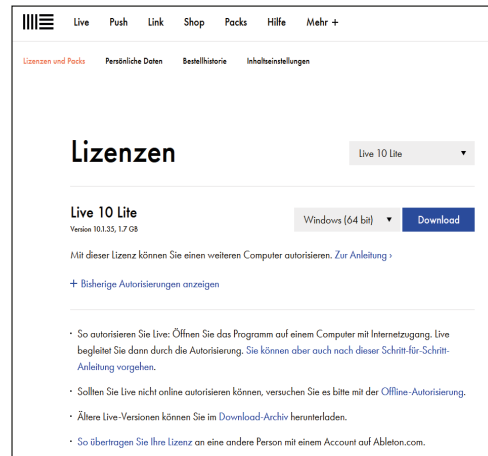 Live Push Link Shop Packs Hilfe Mehr +
Lizenzen und Packs Persönliche Daten Bestellhistorie Inhaltseinstellungen
Lizenzen
Live 10 Lite ▼
Live 10 Lite
Version 10.1.35, 1.7 GB
Windows (64 bit) ▼ Download
Mit dieser Lizenz können Sie einen weiteren Computer autorisieren. Zur Anleitung ›
+ Bisherige Autorisierungen anzeigen
· So autorisieren Sie Live: Öffnen Sie das Programm auf einem Computer mit Internetzugang. Live
begleitet Sie dann durch die Autorisierung. Sie können aber auch nach dieser Schritt-für-Schritt-
Anleitung vorgehen.
· Sollten Sie Live nicht online autorisieren können, versuchen Sie es bitte mit der Offline-Autorisierung.
· Ältere Live-Versionen können Sie im Download-Archiv herunterladen.
· So übertragen Sie Ihre Lizenz an eine andere Person mit einem Account auf Ableton.com.